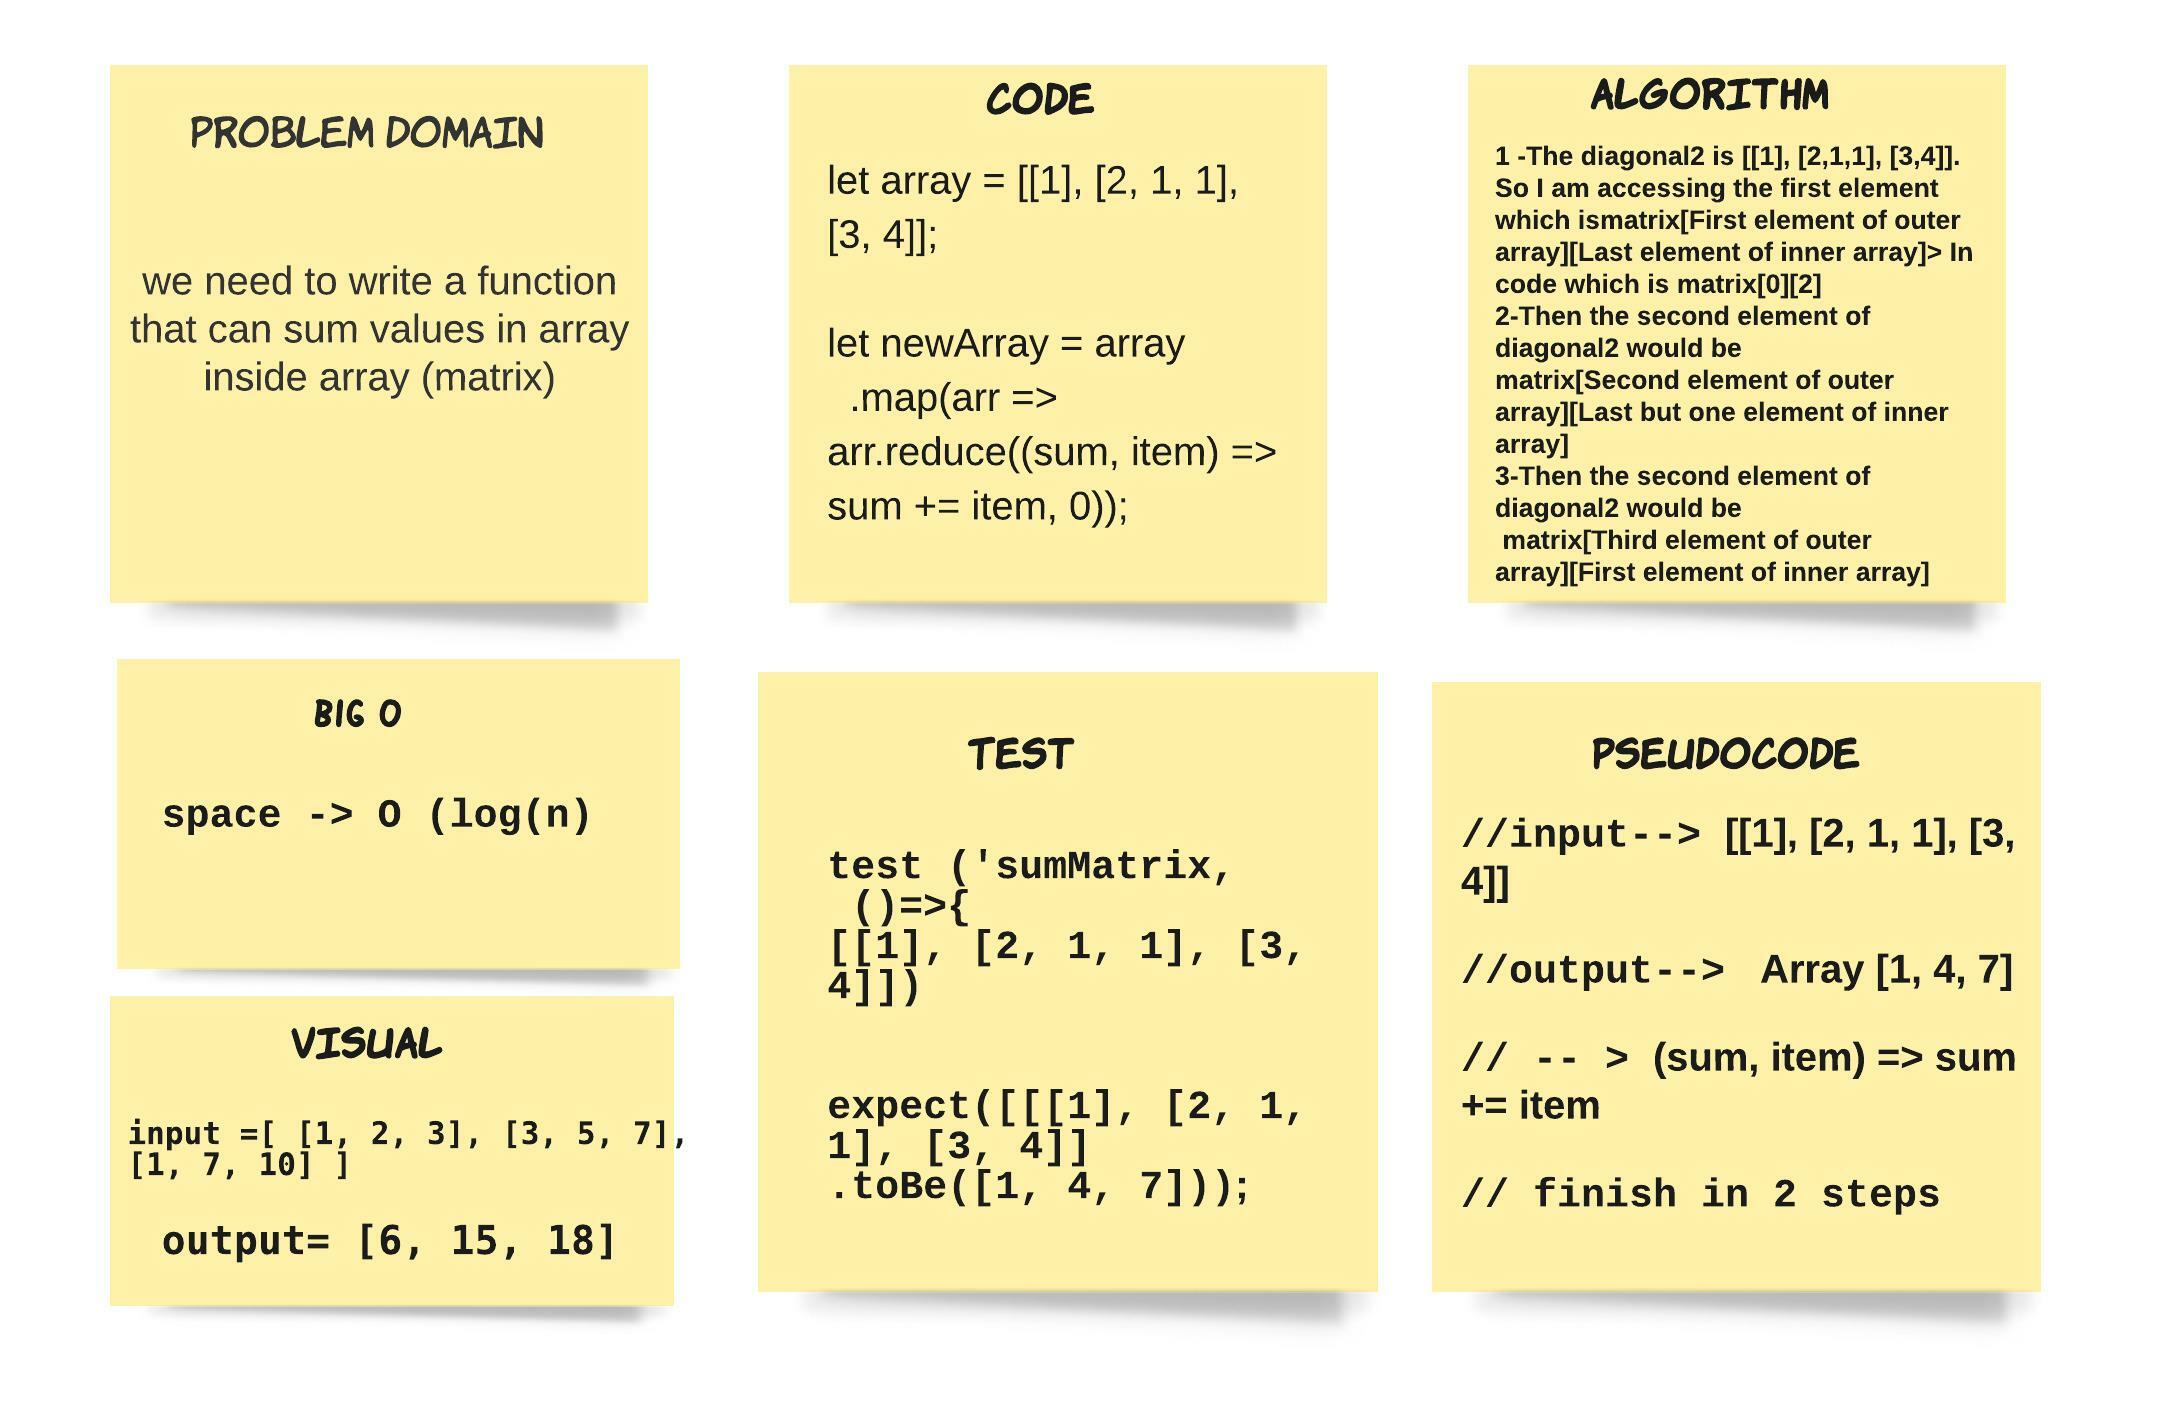 PROBLEM DOMAIN
we need to write a function
that can sum values in array
inside array (matrix)
CODE
let array = [[1], [2, 1, 1],
[3, 4]];
let newArray = array
.map(arr =>
arr.reduce((sum, item) =>
sum += item, 0));
ALGORITHM
1 -The diagonal2 is [[1], [2,1,1], [3,4]].
So I am accessing the first element
which ismatrix[First element of outer
array][Last element of inner array]> In
code which is matrix[0][2]
2-Then the second element of
diagonal2 would be
matrix[Second element of outer
array][Last but one element of inner
array]
3-Then the second element of
diagonal2 would be
matrix[Third element of outer
array][First element of inner array]
BIG O
space -> O (log(n)
VISUAL
input =[ [1, 2, 3], [3, 5, 7],
[1, 7, 10] ]
output= [6, 15, 18]
TEST
test ('sumMatrix,
()=>{
[[1], [2, 1, 1], [3,
4]])
expect([[[1], [2, 1,
1], [3, 4]]
.toBe([1, 4, 7]));
PSEUDOCODE
//input--> [[1], [2, 1, 1], [3,
4]]
//output--> Array [1, 4, 7]
// -- > (sum, item) => sum
+= item
// finish in 2 steps